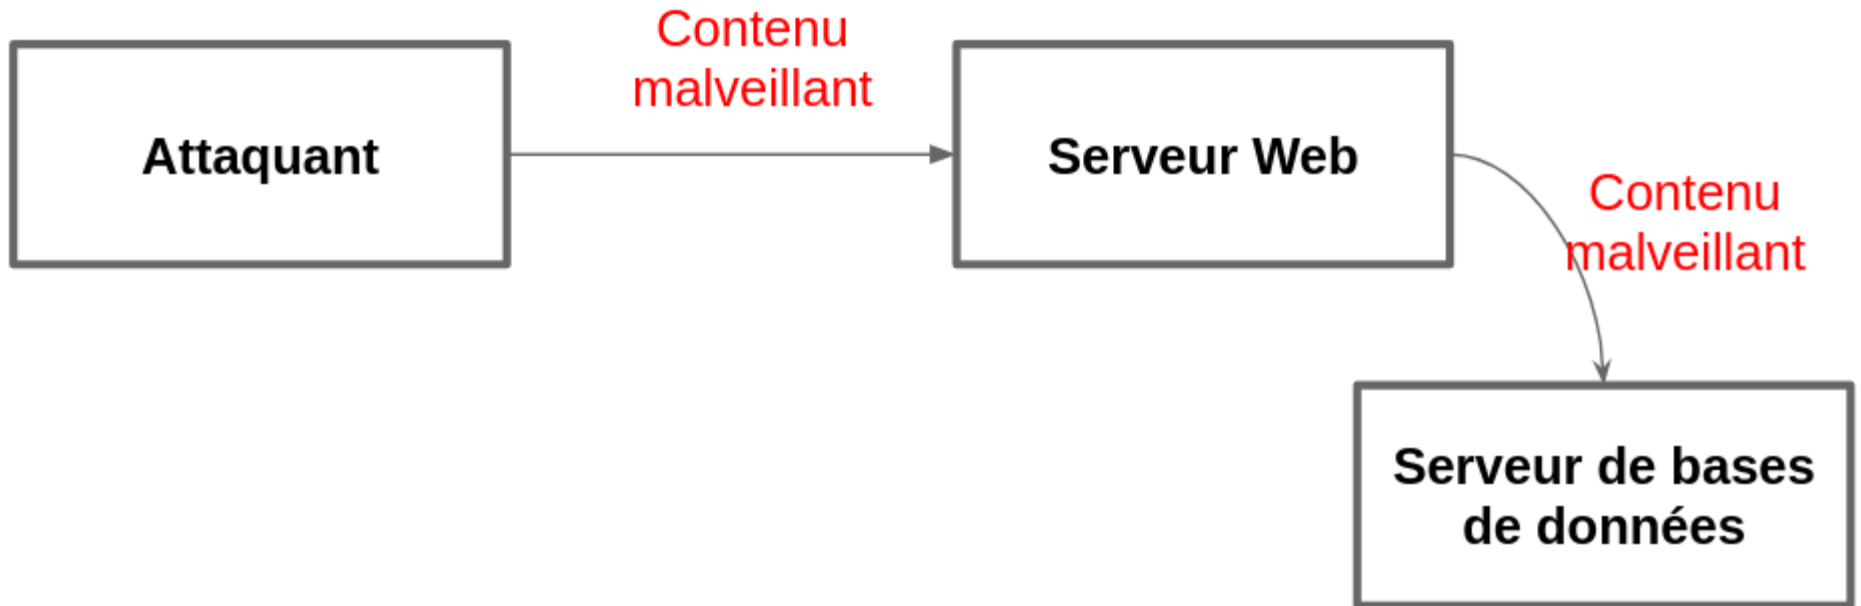 Contenu
malveillant
Attaquant
Serveur Web
Contenu
malveillant
Serveur de bases
de données